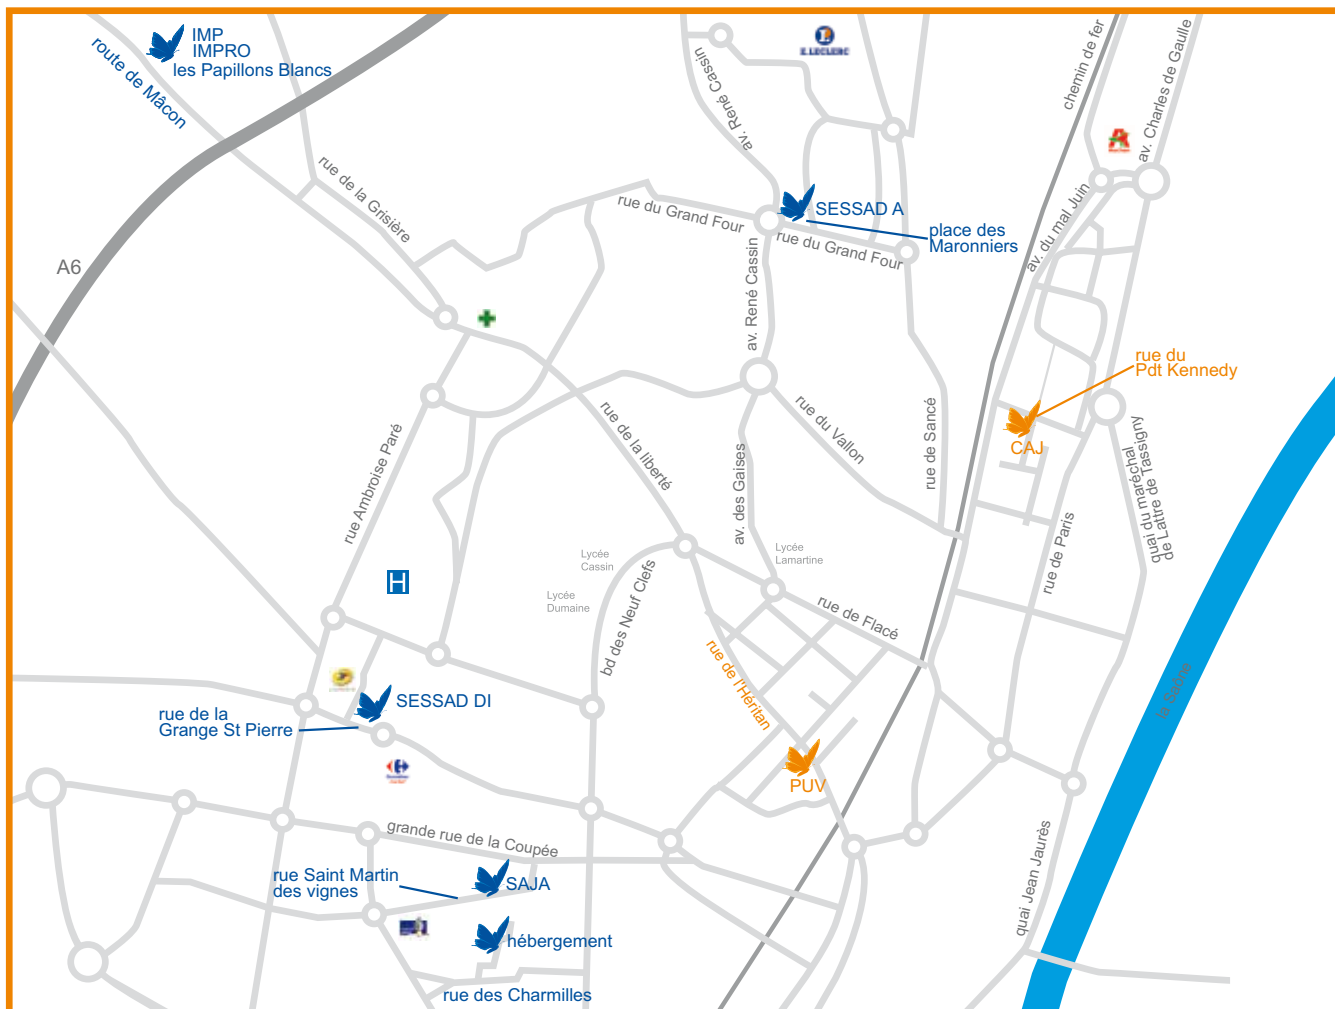 IMP
IMPRO
les Papillons Blancs
route de Mâcon
A6
rue de la Grisière
av. René Cassin
E.LECLERC
chemin de fer
av. Charles de Gaulle
rue du Grand Four
SESSAD A
place des
Maronniers
rue du Grand Four
av. du mal Juin
av. René Cassin
rue du
Pdt Kennedy
CAJ
rue Ambroise Paré
rue de la liberté
rue du Vallon
rue de Sancé
av. des Gaises
quai du maréchal
de Lattre de Tassigny
rue de Paris
Lycée
Cassin
Lycée
Lamartine
Lycée
Dumaine
H
bd des Neuf Clefs
rue de Flacé
rue de l'Héritan
la Saône
SESSAD DI
rue de la
Grange St Pierre
PUV
grande rue de la Coupée
rue Saint Martin
des vignes
SAJA
quai Jean Jaurès
hébergement
rue des Charmilles